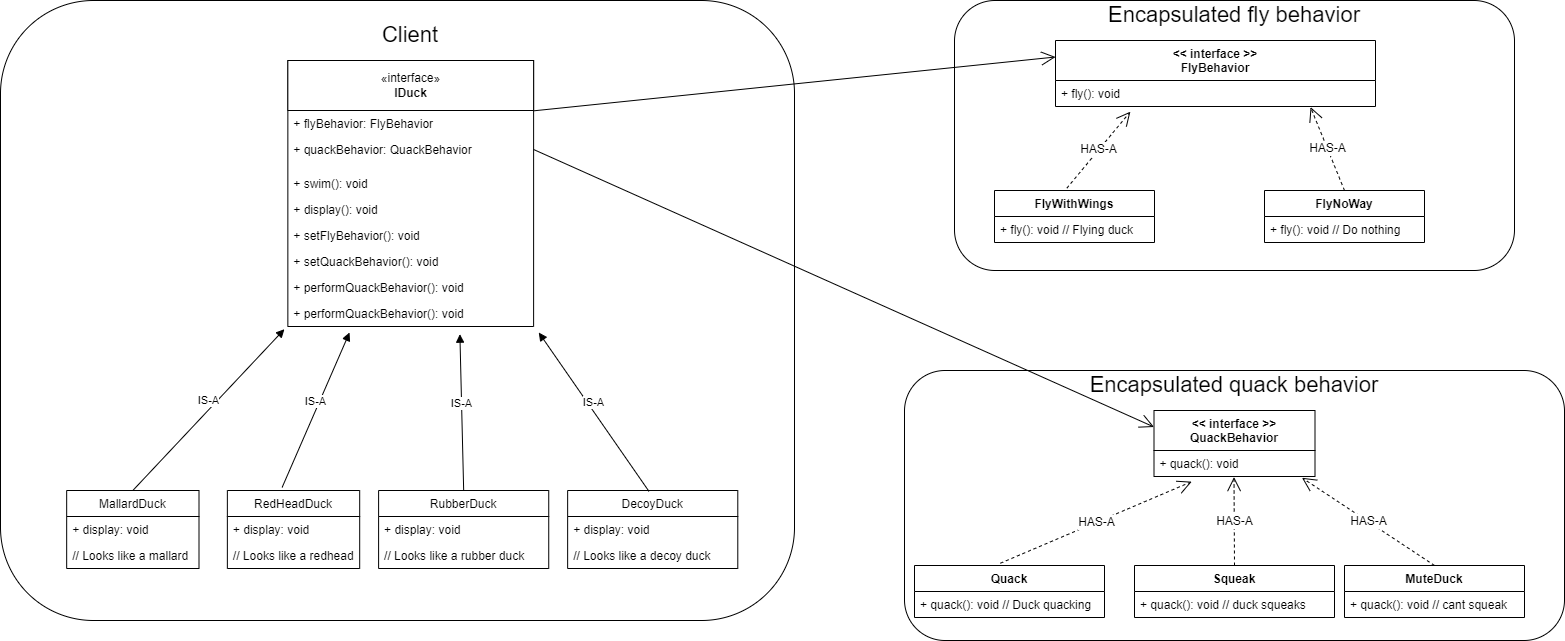 Client
«interface»
IDuck
+ flyBehavior: FlyBehavior
+ quackBehavior: QuackBehavior
+ swim(): void
+ display(): void
+ setFlyBehavior(): void
+ setQuackBehavior(): void
+ performQuackBehavior(): void
+ performQuackBehavior(): void
IS-A
IS-A
IS-A
IS-A
MallardDuck
+ display: void
// Looks like a mallard
RedHeadDuck
+ display: void
// Looks like a redhead
RubberDuck
+ display: void
// Looks like a rubber duck
DecoyDuck
+ display: void
// Looks like a decoy duck
Encapsulated fly behavior
<< interface >>
FlyBehavior
+ fly(): void
HAS-A
HAS-A
FlyWithWings
+ fly(): void // Flying duck
FlyNoWay
+ fly(): void // Do nothing
Encapsulated quack behavior
<< interface >>
QuackBehavior
+ quack(): void
HAS-A
HAS-A
HAS-A
Quack
+ quack(): void // Duck quacking
Squeak
+ quack(): void // duck squeaks
MuteDuck
+ quack(): void // cant squeak